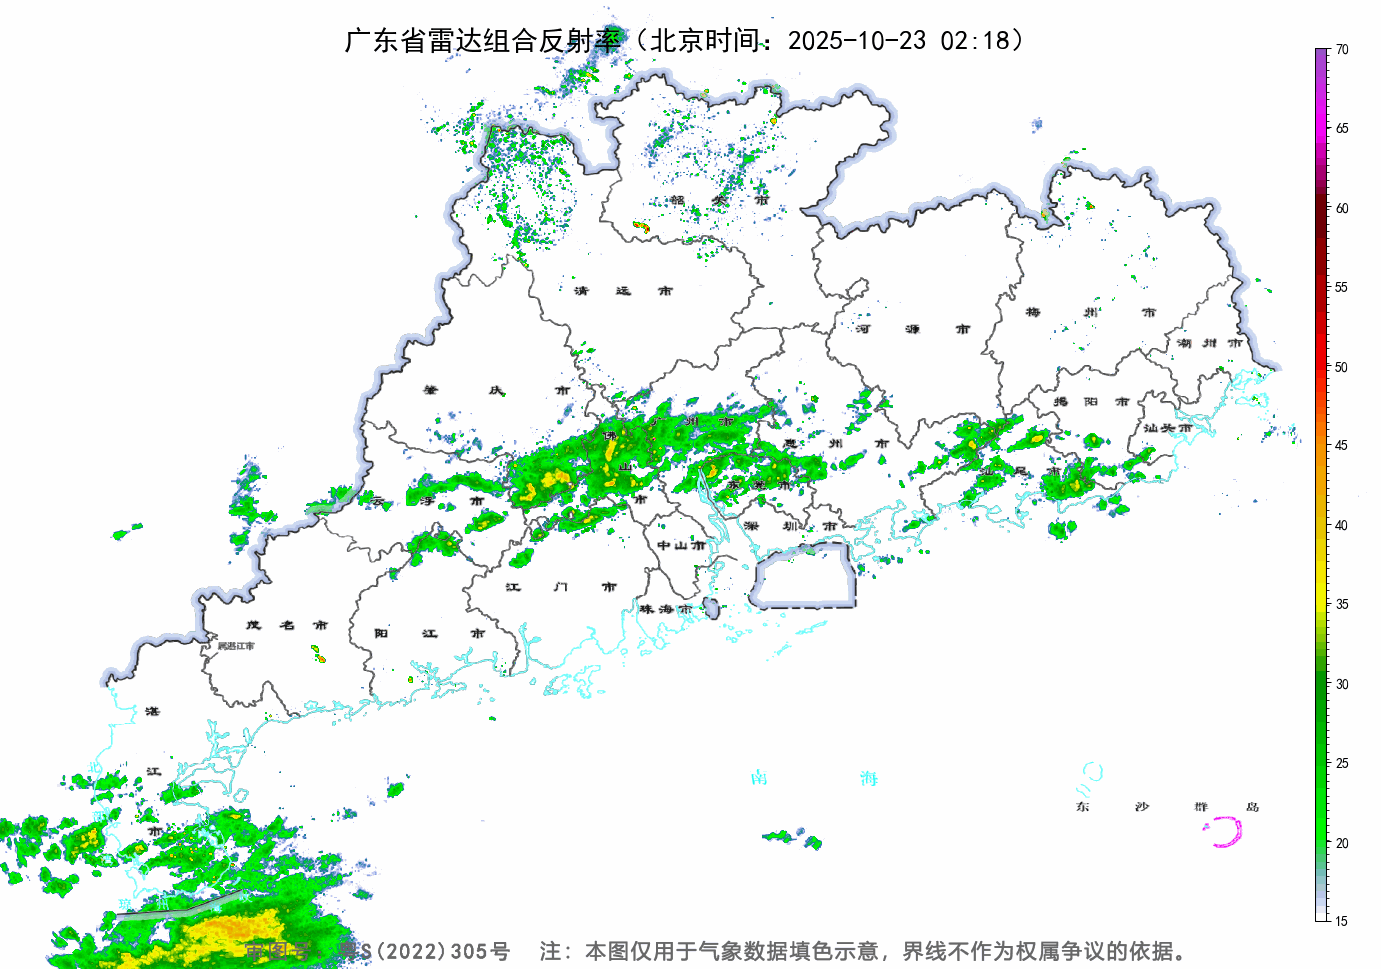 广东省雷达组合反射率（北京时间：2025-10-23 02:18）
70
65
60
55
50
45
40
35
30
25
20
15
韶关市
清远市
河源市
梅州市
潮州市
肇庆市
揭阳市
汕头市
广州市
佛山市
惠州市
汕尾市
东莞市
云浮市
深圳市
中山市
江门市
珠海市
茂名市
阳江市
属湛江市
湛江市
南海
东沙群岛
琼
审图号：粤S(2022)305号 注：本图仅用于气象数据填色示意，界线不作为权属争议的依据。